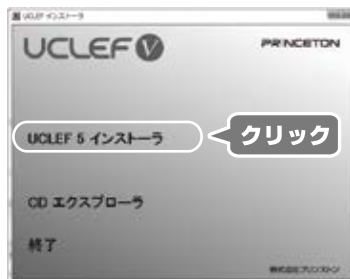 UCLEF インストーラ
UCLEF V
PRINCETON
UCLEF 5 インストーラ
クリック
CD エクスプローラ
終了
株式会社プリンストン